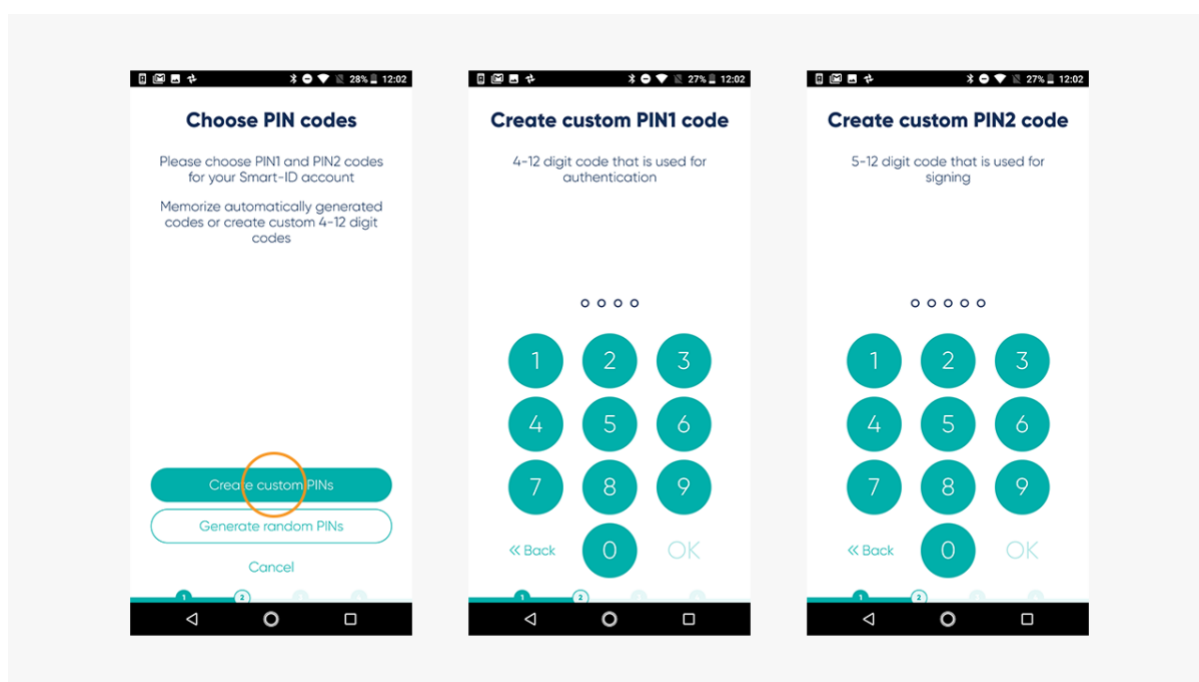 28% 12:02
Choose PIN codes
Please choose PIN1 and PIN2 codes
for your Smart-ID account
Memorize automatically generated
codes or create custom 4-12 digit
codes
Create custom PINs
Generate random PINs
Cancel
1 2
27% 12:02
Create custom PIN1 code
4-12 digit code that is used for
authentication
1 2 3
4 5 6
7 8 9
« Back 0 OK
1 2
27% 12:02
Create custom PIN2 code
5-12 digit code that is used for
signing
1 2 3
4 5 6
7 8 9
« Back 0 OK
1 2